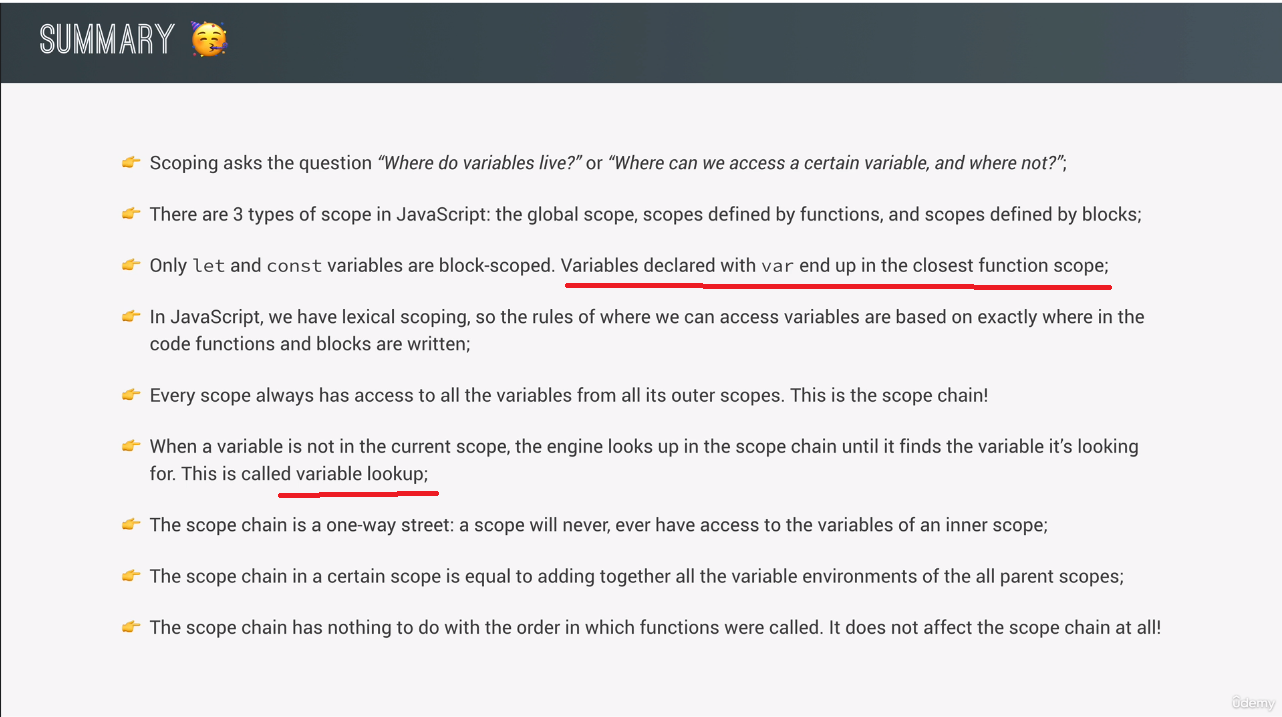 SUMMARY 🥳
👉 Scoping asks the question “Where do variables live?” or “Where can we access a certain variable, and where not?”;
👉 There are 3 types of scope in JavaScript: the global scope, scopes defined by functions, and scopes defined by blocks;
👉 Only let and const variables are block-scoped. Variables declared with var end up in the closest function scope;
👉 In JavaScript, we have lexical scoping, so the rules of where we can access variables are based on exactly where in the
code functions and blocks are written;
👉 Every scope always has access to all the variables from all its outer scopes. This is the scope chain!
👉 When a variable is not in the current scope, the engine looks up in the scope chain until it finds the variable it’s looking
for. This is called variable lookup;
👉 The scope chain is a one-way street: a scope will never, ever have access to the variables of an inner scope;
👉 The scope chain in a certain scope is equal to adding together all the variable environments of the all parent scopes;
👉 The scope chain has nothing to do with the order in which functions were called. It does not affect the scope chain at all!
ûdemy